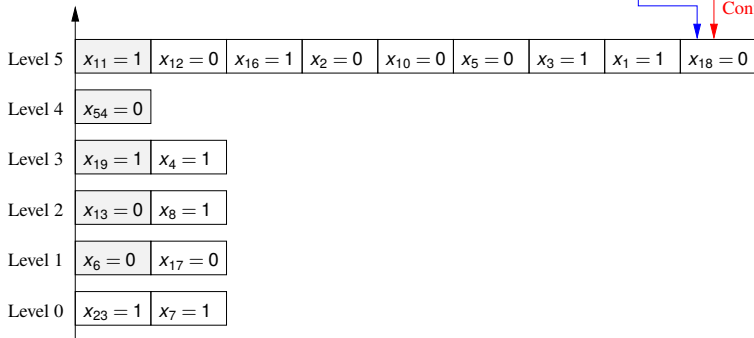 Con
Level 5 x₁₁ = 1 x₁₂ = 0 x₁₆ = 1 x₂ = 0 x₁₀ = 0 x₅ = 0 x₃ = 1 x₁ = 1 x₁₈ = 0
Level 4 x₅₄ = 0
Level 3 x₁₉ = 1 x₄ = 1
Level 2 x₁₃ = 0 x₈ = 1
Level 1 x₆ = 0 x₁₇ = 0
Level 0 x₂₃ = 1 x₇ = 1